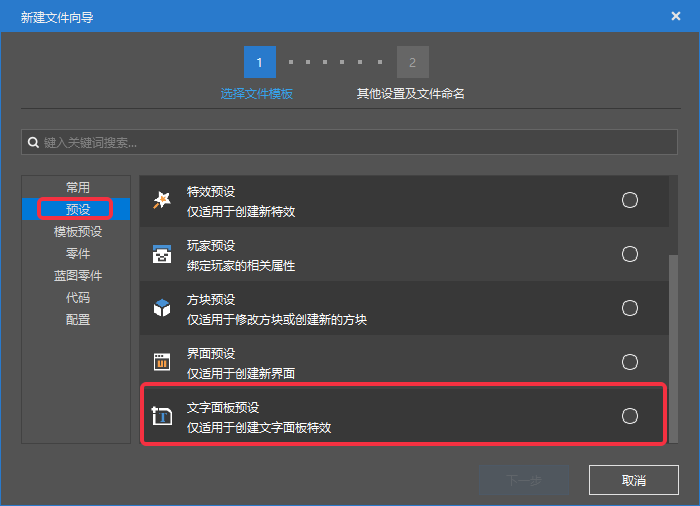 新建文件向导
1
2
选择文件模板
其他设置及文件命名
键入关键词搜索...
常用
预设
模板预设
零件
蓝图零件
代码
配置
特效预设
仅适用于创建新特效
玩家预设
绑定玩家的相关属性
方块预设
仅适用于修改方块或创建新的方块
UI
界面预设
仅适用于创建新界面
T
文字面板预设
仅适用于创建文字面板特效
下一步
取消